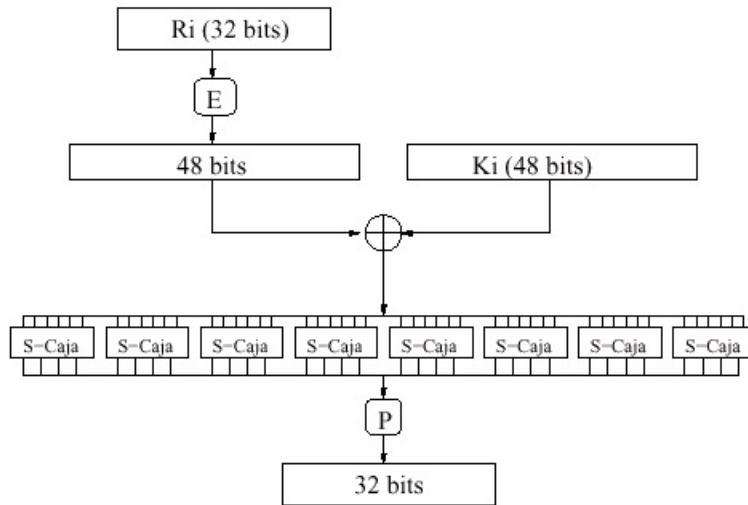 Ri (32 bits)
E
48 bits
Ki (48 bits)
S-Caja S-Caja S-Caja S-Caja S-Caja S-Caja S-Caja S-Caja
P
32 bits